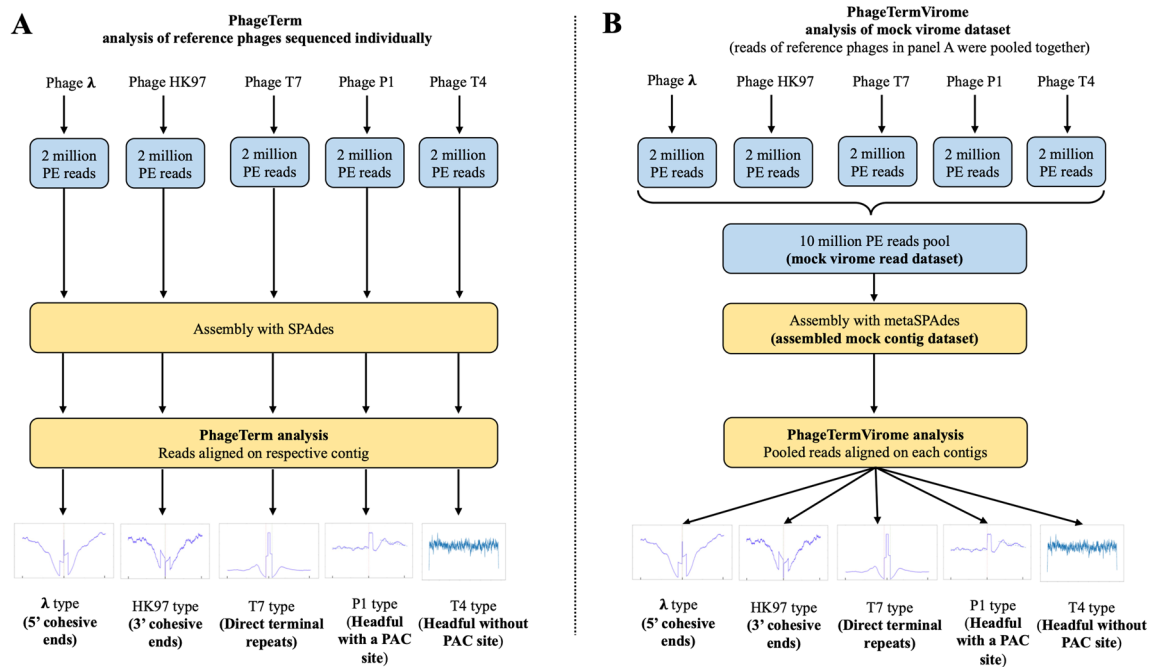 A
PhageTerm
analysis of reference phages sequenced individually
Phage λ
Phage HK97
Phage T7
Phage P1
Phage T4
2 million
PE reads
2 million
PE reads
2 million
PE reads
2 million
PE reads
2 million
PE reads
Assembly with SPAdes
PhageTerm analysis
Reads aligned on respective contig
λ type
(5' cohesive
ends)
HK97 type
(3' cohesive
ends)
T7 type
(Direct terminal
repeats)
P1 type
(Headful
with a PAC
site)
T4 type
(Headful without
PAC site)
B
PhageTermVirome
analysis of mock virome dataset
(reads of reference phages in panel A were pooled together)
Phage λ
Phage HK97
Phage T7
Phage P1
Phage T4
2 million
PE reads
2 million
PE reads
2 million
PE reads
2 million
PE reads
2 million
PE reads
10 million PE reads pool
(mock virome read dataset)
Assembly with metaSPAdes
(assembled mock contig dataset)
PhageTermVirome analysis
Pooled reads aligned on each contigs
λ type
(5' cohesive
ends)
HK97 type
(3' cohesive
ends)
T7 type
(Direct terminal
repeats)
P1 type
(Headful
with a PAC
site)
T4 type
(Headful without
PAC site)